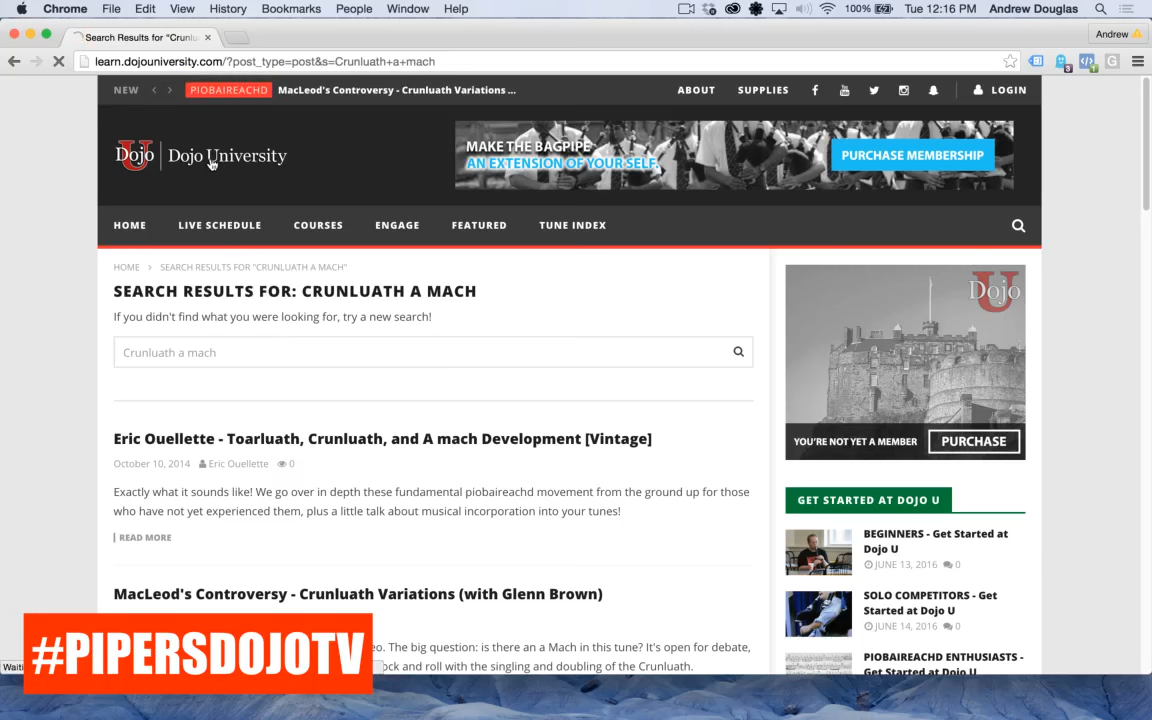 Chrome File Edit View History Bookmarks People Window Help 100% Tue 12:16 PM Andrew Douglas
Search Results for "Crunlu Andrew
learn.dojouniversity.com/?post_type=post&s=Crunluath+a+mach
NEW PIOBAIREACHD MacLeod's Controversy - Crunluath Variations ... ABOUT SUPPLIES LOGIN
Dojo U Dojo University
MAKE THE BAGPIPE
AN EXTENSION OF YOUR SELF.
PURCHASE MEMBERSHIP
HOME LIVE SCHEDULE COURSES ENGAGE FEATURED TUNE INDEX
HOME > SEARCH RESULTS FOR "CRUNLUATH A MACH"
SEARCH RESULTS FOR: CRUNLUATH A MACH
If you didn't find what you were looking for, try a new search!
Crunluath a mach
Eric Ouellette - Toarluath, Crunluath, and A mach Development [Vintage]
October 10, 2014 Eric Ouellette 0
Exactly what it sounds like! We go over in depth these fundamental piobaireachd movement from the ground up for those
who have not yet experienced them, plus a little talk about musical incorporation into your tunes!
READ MORE
MacLeod's Controversy - Crunluath Variations (with Glenn Brown)
eo. The big question: is there an a Mach in this tune? It's open for debate,
ock and roll with the singling and doubling of the Crunluath.
Waiti
#PIPERSDOJOTV
Dojo U
YOU'RE NOT YET A MEMBER PURCHASE
GET STARTED AT DOJO U
BEGINNERS - Get Started at
Dojo U
JUNE 13, 2016 0
SOLO COMPETITORS - Get
Started at Dojo U
JUNE 14, 2016 0
PIOBAIREACHD ENTHUSIASTS -
Get Started at Dojo U